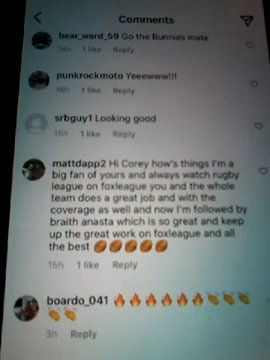 Comments
bear_ward_59 Go the Bunnies mate
16h 1 like Reply
punkrockmoto Yeeewww!!!
16h 1 like Reply
srbguy1 Looking good
15h 1 like Reply
mattdapp2 Hi Corey how's things I'm a
big fan of yours and always watch rugby
league on foxleague you and the whole
team does a great job and with the
coverage as well and now I'm followed by
braith anasta which is so great and keep
up the great work on foxleague and all
the best 🏉🏉🏉🏉🏉
15h 1 like Reply
boardo_041 🔥🔥🔥🔥🔥🔥👏👏👏
👏👏
3h Reply